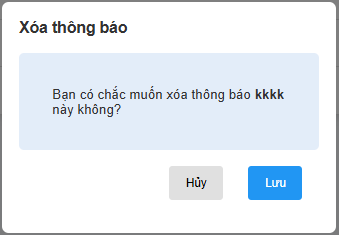 Xóa thông báo
Bạn có chắc muốn xóa thông báo kkkk
này không?
Hủy
Lưu